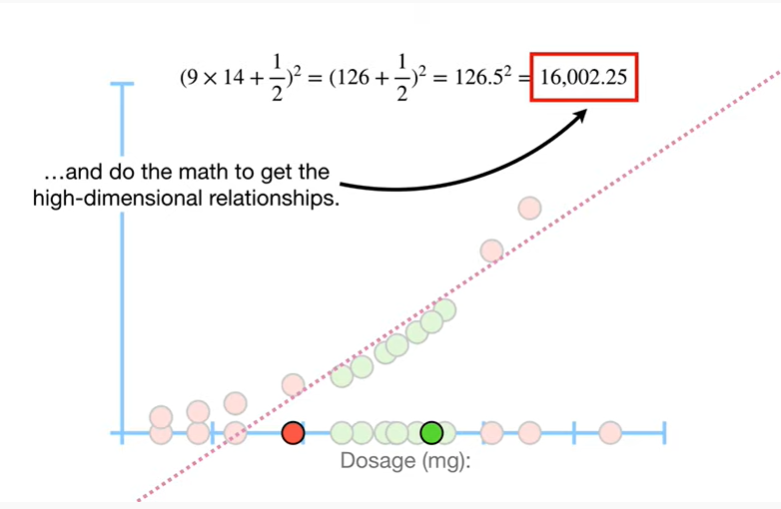 (9 × 14 + 1/2)² = (126 + 1/2)² = 126.5² = 16,002.25
…and do the math to get the
high-dimensional relationships.
Dosage (mg):